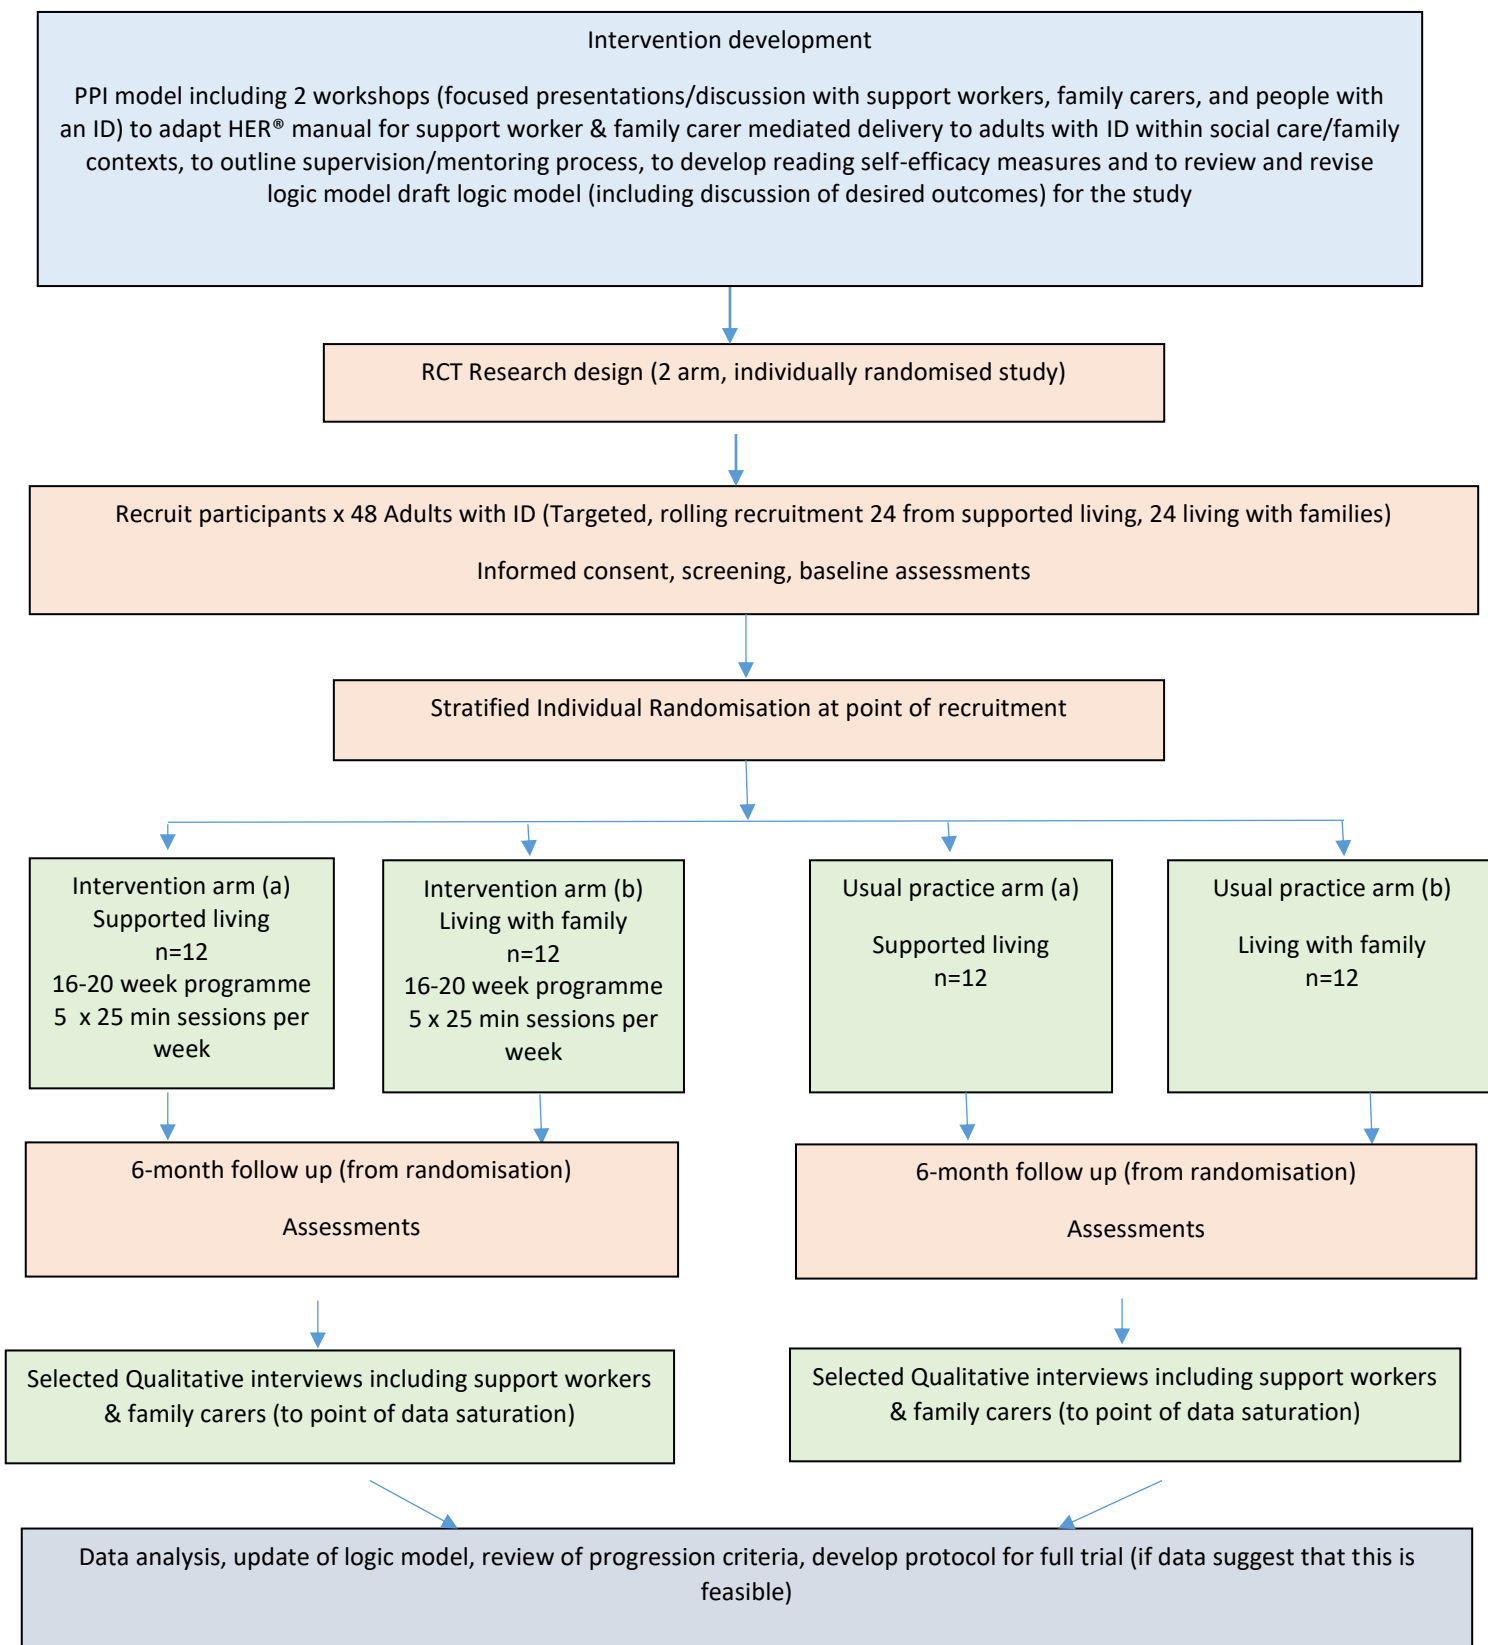 Intervention development
PPI model including 2 workshops (focused presentations/discussion with support workers, family carers, and people with
an ID) to adapt HER® manual for support worker & family carer mediated delivery to adults with ID within social care/family
contexts, to outline supervision/mentoring process, to develop reading self-efficacy measures and to review and revise
logic model draft logic model (including discussion of desired outcomes) for the study
RCT Research design (2 arm, individually randomised study)
Recruit participants x 48 Adults with ID (Targeted, rolling recruitment 24 from supported living, 24 living with families)
Informed consent, screening, baseline assessments
Stratified Individual Randomisation at point of recruitment
Intervention arm (a)
Supported living
n=12
16-20 week programme
5 x 25 min sessions per
week
Intervention arm (b)
Living with family
n=12
16-20 week programme
5 x 25 min sessions per
week
Usual practice arm (a)
Supported living
n=12
Usual practice arm (b)
Living with family
n=12
6-month follow up (from randomisation)
Assessments
6-month follow up (from randomisation)
Assessments
Selected Qualitative interviews including support workers
& family carers (to point of data saturation)
Selected Qualitative interviews including support workers
& family carers (to point of data saturation)
Data analysis, update of logic model, review of progression criteria, develop protocol for full trial (if data suggest that this is
feasible)